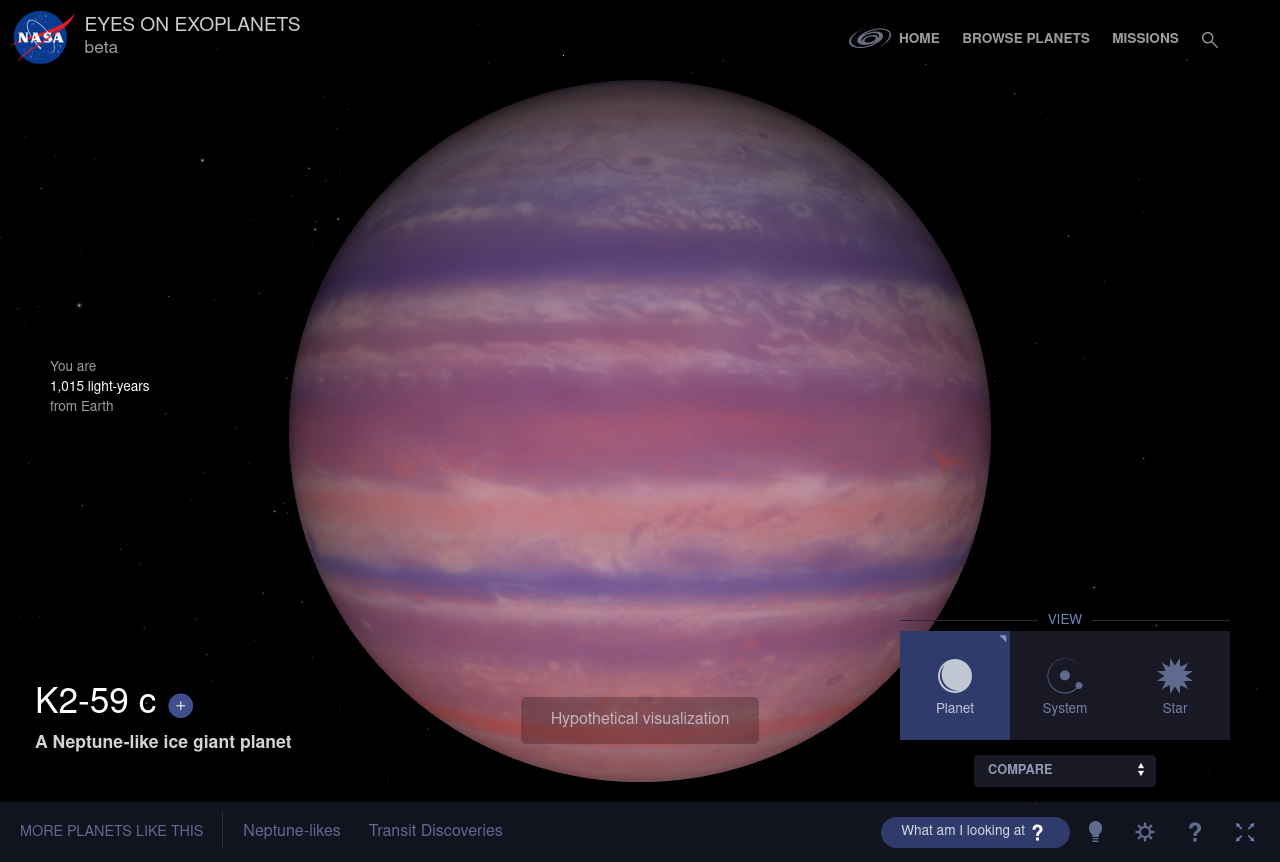 NASA
EYES ON EXOPLANETS
beta
HOME
BROWSE PLANETS
MISSIONS
You are
1,015 light-years
from Earth
VIEW
Planet
System
Star
K2-59 c +
A Neptune-like ice giant planet
Hypothetical visualization
COMPARE
MORE PLANETS LIKE THIS
Neptune-likes
Transit Discoveries
What am I looking at ?
?